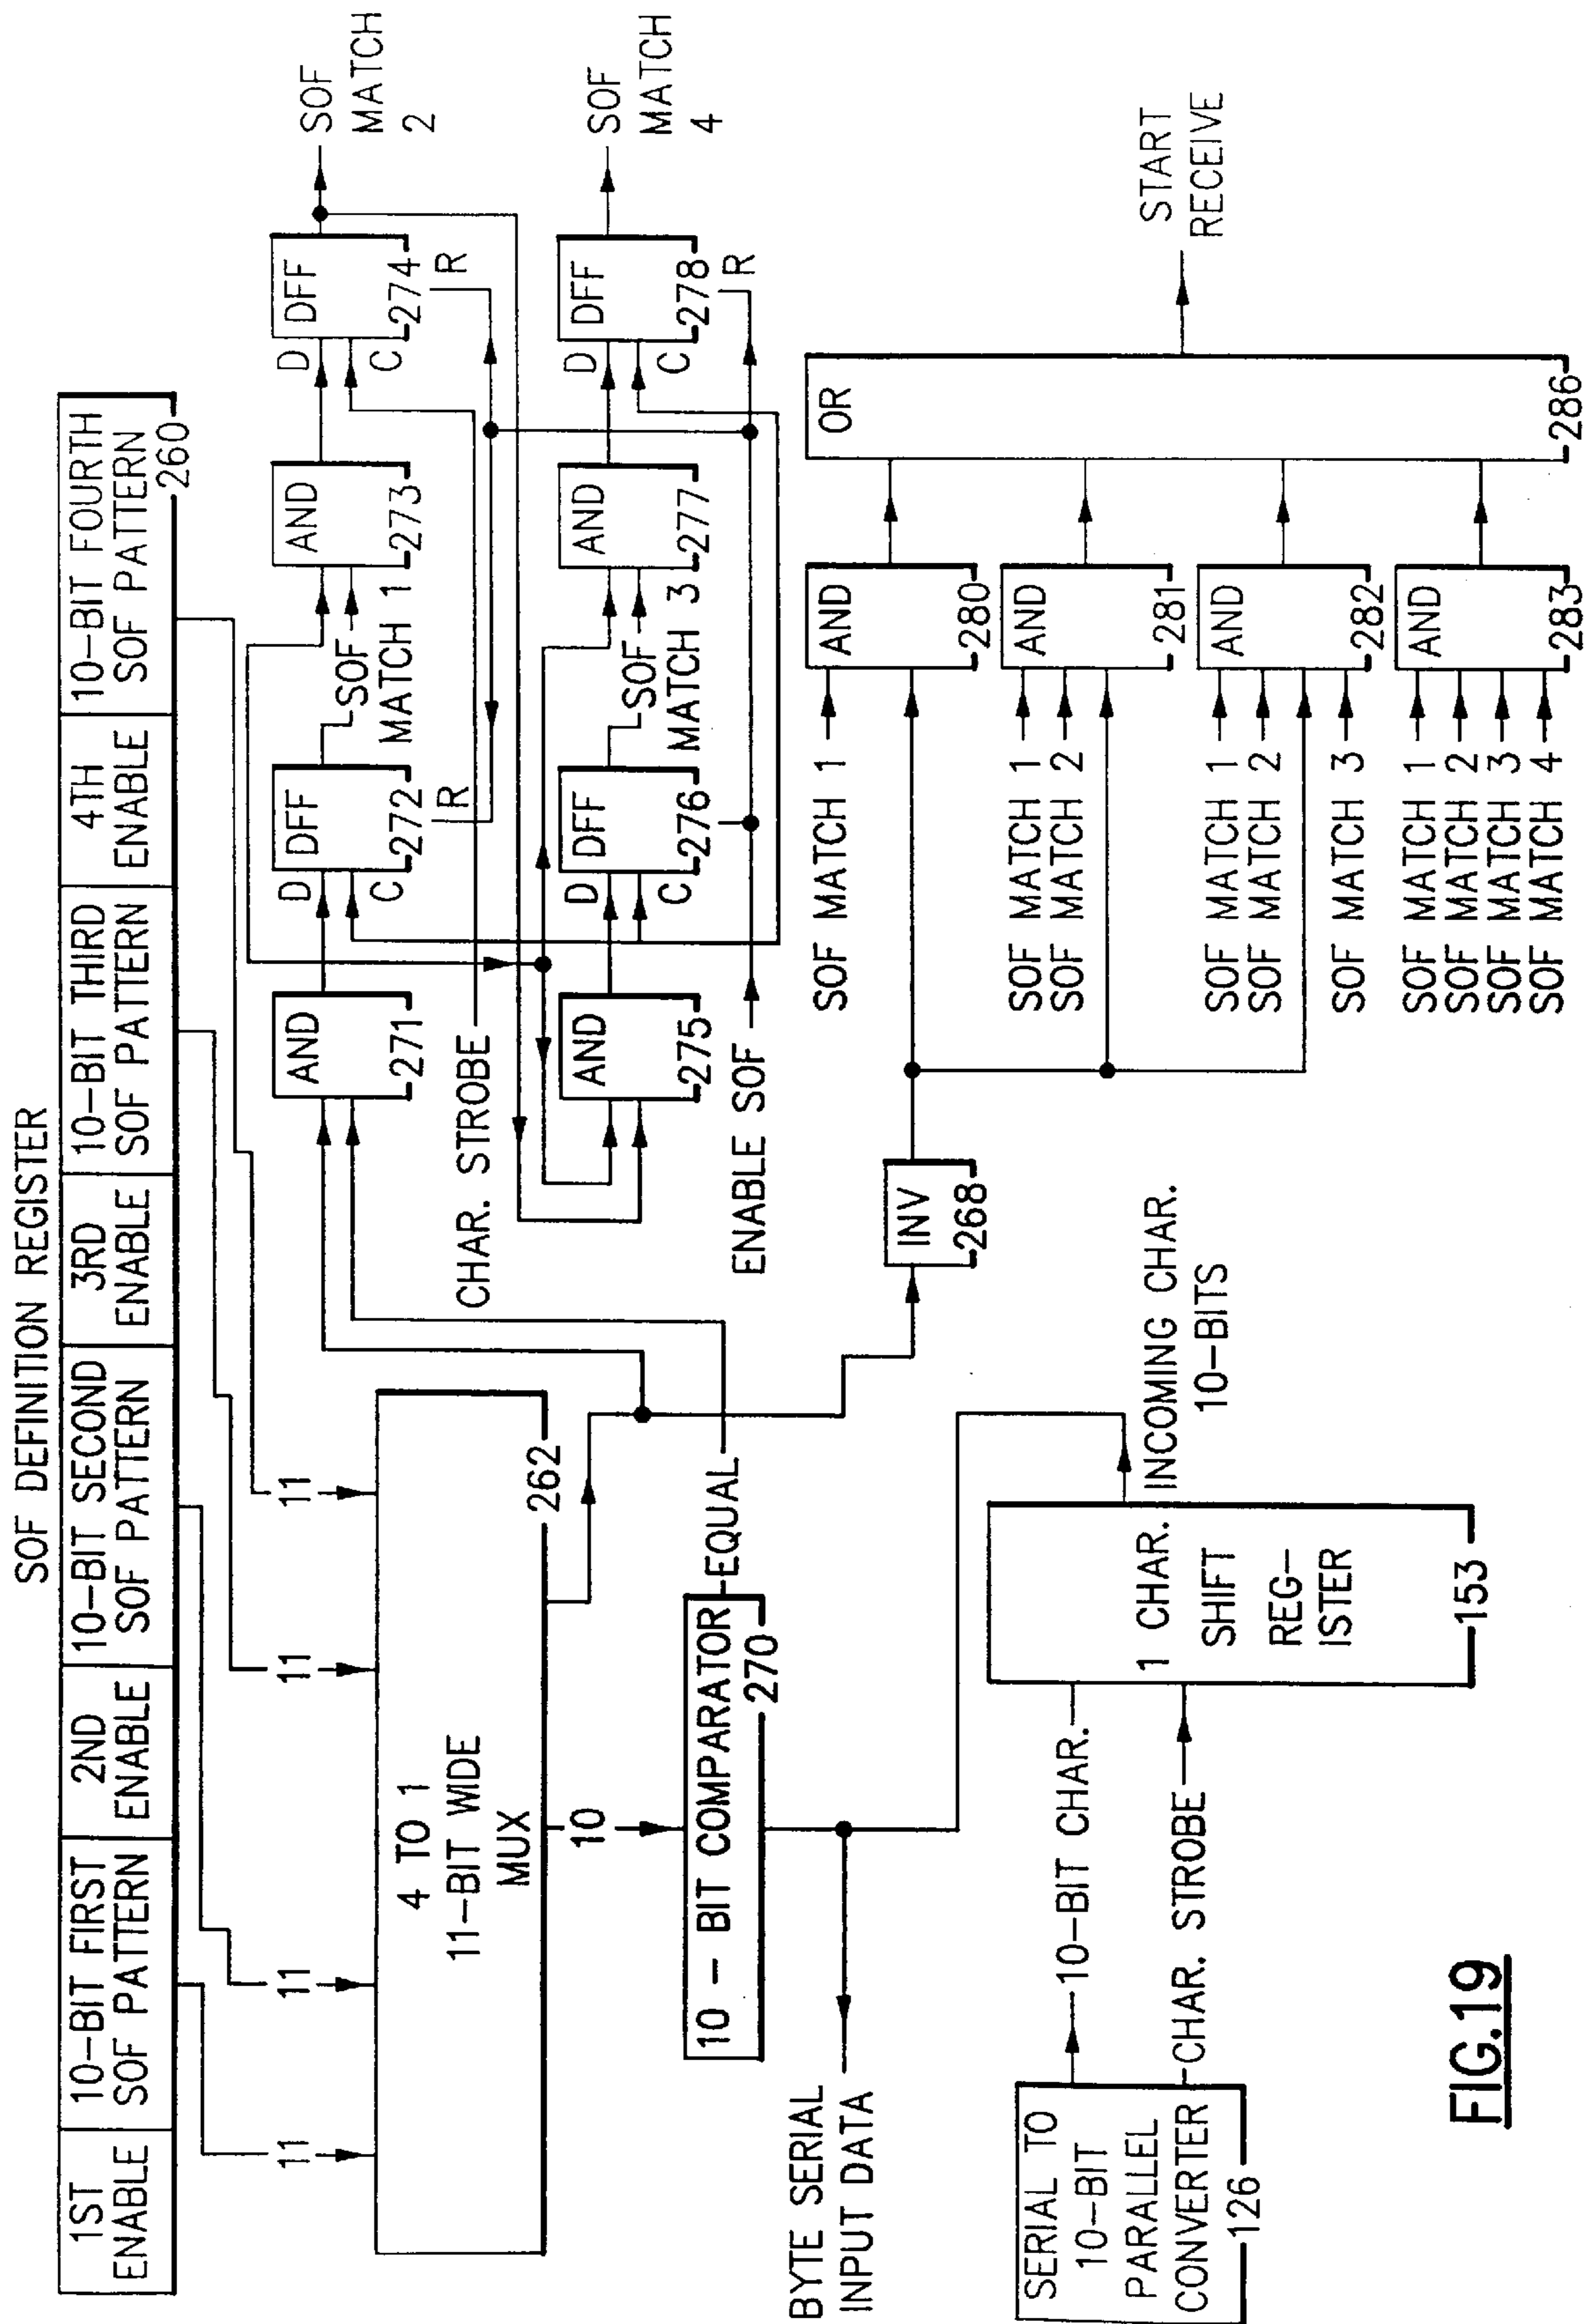 SOF DEFINITION REGISTER
1ST
ENABLE
10-BIT FIRST
SOF PATTERN
2ND
ENABLE
10-BIT SECOND
SOF PATTERN
3RD
ENABLE
10-BIT THIRD
SOF PATTERN
4TH
ENABLE
10-BIT FOURTH
SOF PATTERN
260
11
11
11
11
4 TO 1
11-BIT WIDE
MUX
262
10
10 - BIT COMPARATOR
270
EQUAL
BYTE SERIAL
INPUT DATA
SERIAL TO
10-BIT
PARALLEL
CONVERTER
126
10-BIT CHAR.
CHAR. STROBE
1 CHAR.
SHIFT
REG-
ISTER
153
INCOMING CHAR.
10-BITS
AND
271
D
DFF
C
272
R
SOF
MATCH 1
AND
273
D
DFF
C
274
R
SOF
MATCH
2
CHAR. STROBE
AND
275
D
DFF
C
276
SOF
MATCH 3
AND
277
D
DFF
C
278
R
SOF
MATCH
4
ENABLE SOF
INV
268
SOF MATCH 1
AND
280
SOF MATCH 1
SOF MATCH 2
AND
281
SOF MATCH 1
SOF MATCH 2
SOF MATCH 3
AND
282
SOF MATCH 1
SOF MATCH 2
SOF MATCH 3
SOF MATCH 4
AND
283
OR
286
START
RECEIVE
FIG.19